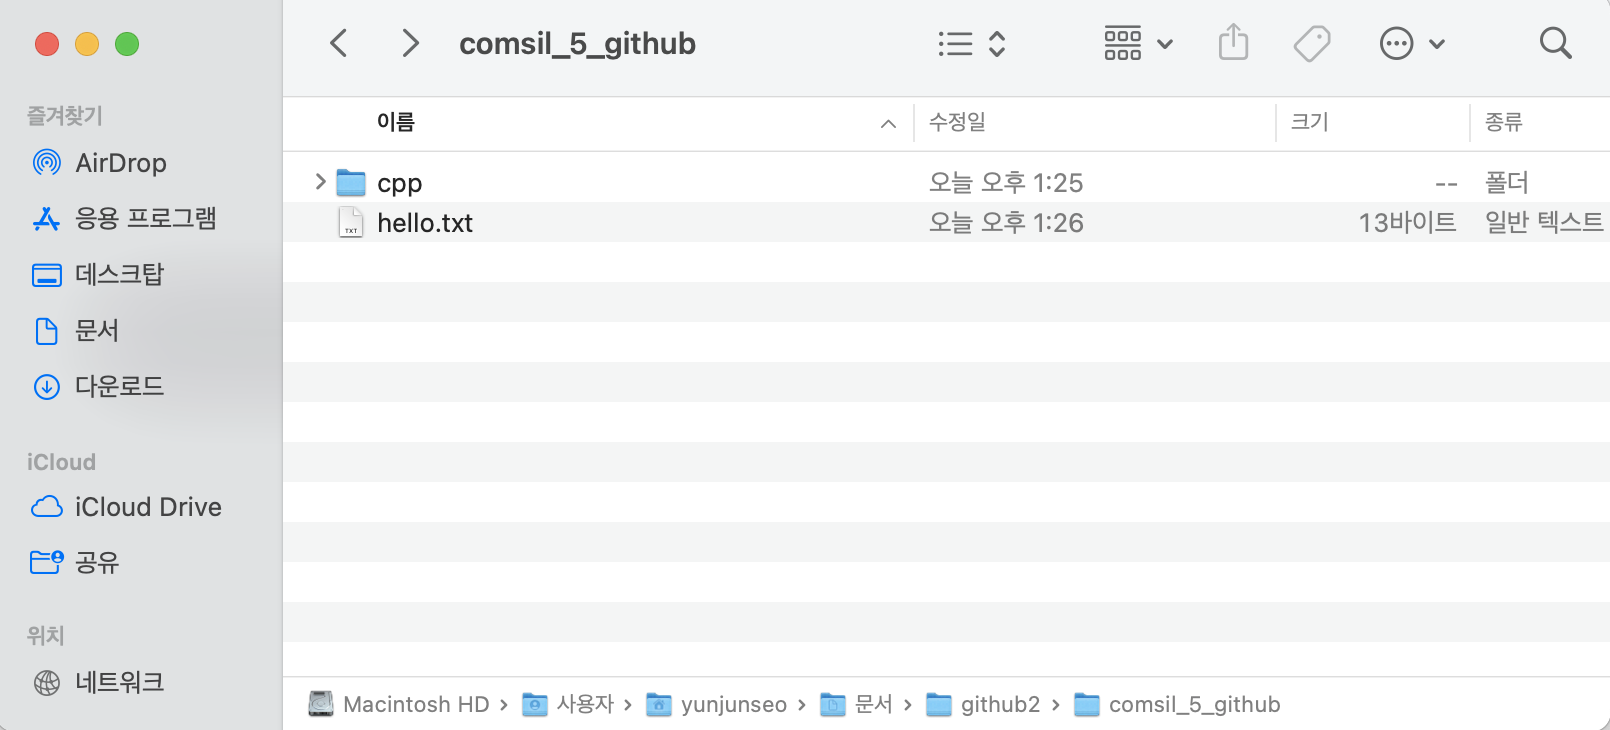 comsil_5_github
즐겨찾기
AirDrop
응용 프로그램
데스크탑
문서
다운로드
iCloud
iCloud Drive
공유
위치
네트워크
이름 수정일 크기 종류
cpp 오늘 오후 1:25 -- 폴더
TXT
hello.txt 오늘 오후 1:26 13바이트 일반 텍스트
Macintosh HD › 사용자 › yunjunseo › 문서 › github2 › comsil_5_github